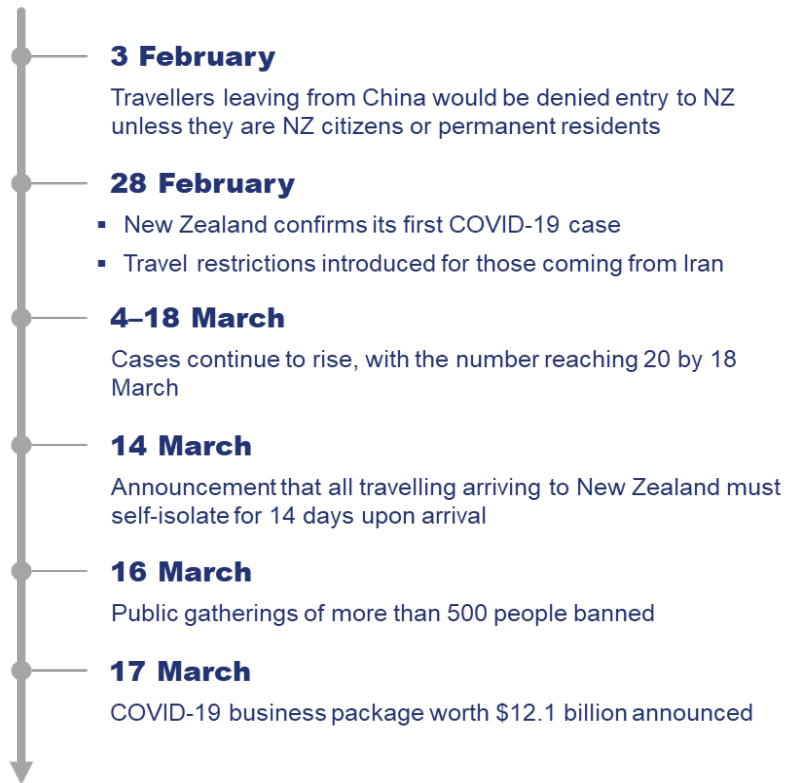 3 February
Travellers leaving from China would be denied entry to NZ
unless they are NZ citizens or permanent residents
28 February
▪ New Zealand confirms its first COVID-19 case
▪ Travel restrictions introduced for those coming from Iran
4–18 March
Cases continue to rise, with the number reaching 20 by 18
March
14 March
Announcement that all travelling arriving to New Zealand must
self-isolate for 14 days upon arrival
16 March
Public gatherings of more than 500 people banned
17 March
COVID-19 business package worth $12.1 billion announced